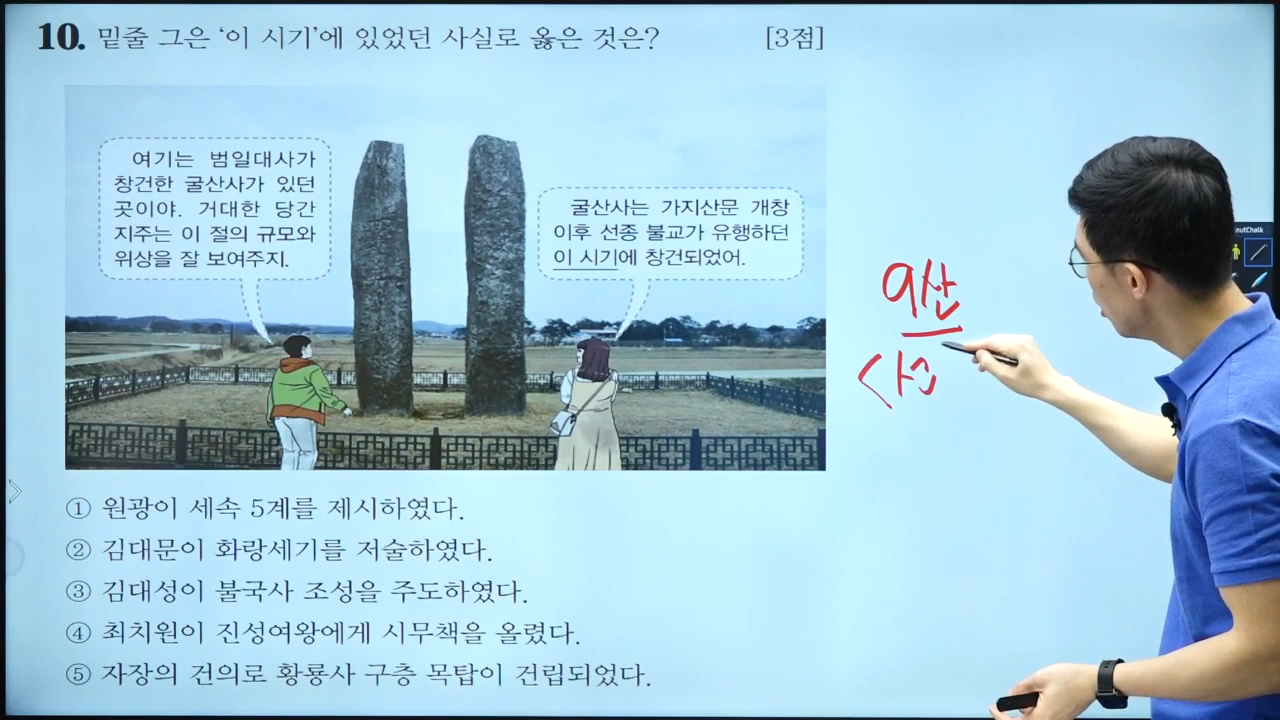 10. 밑줄 그은 ‘이 시기’에 있었던 사실로 옳은 것은? [3점]
여기는 범일대사가
창건한 굴산사가 있던
곳이야. 거대한 당간
지주는 이 절의 규모와
위상을 잘 보여주지.
굴산사는 가지산문 개창
이후 선종 불교가 유행하던
이 시기에 창건되었어.
9산
① 원광이 세속 5계를 제시하였다.
② 김대문이 화랑세기를 저술하였다.
③ 김대성이 불국사 조성을 주도하였다.
④ 최치원이 진성여왕에게 시무책을 올렸다.
⑤ 자장의 건의로 황룡사 구층 목탑이 건립되었다.